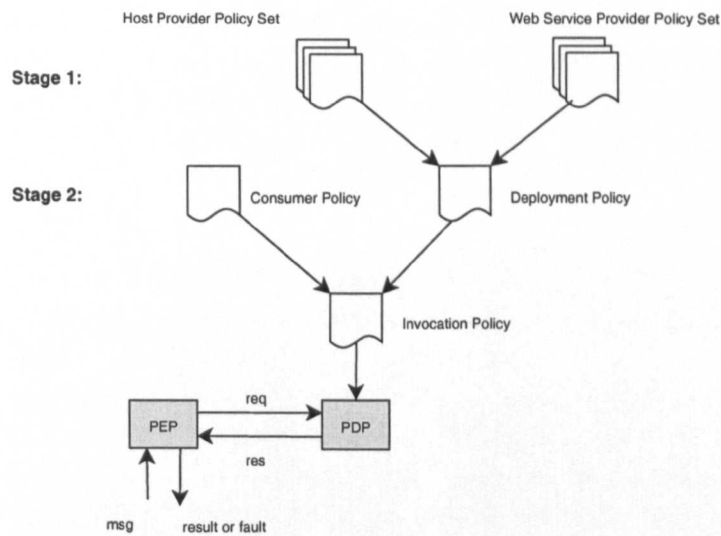 Host Provider Policy Set
Web Service Provider Policy Set
Stage 1:
Stage 2:
Consumer Policy
Deployment Policy
Invocation Policy
req
PEP
PDP
res
msg
result or fault